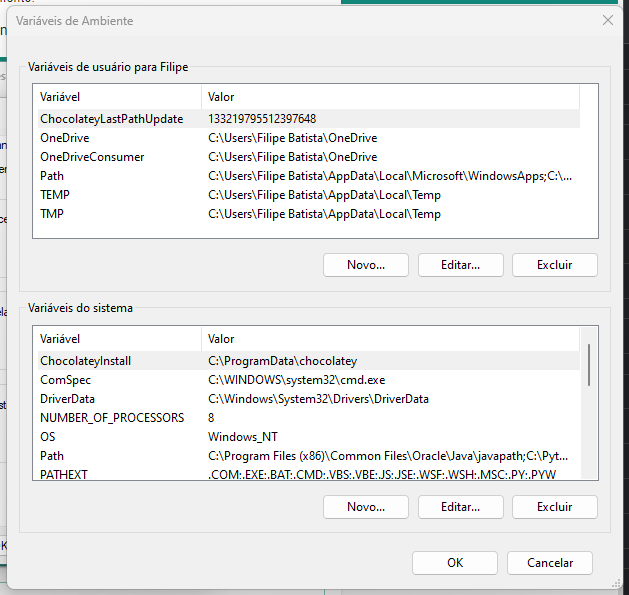 Variáveis de Ambiente
Variáveis de usuário para Filipe
Variável Valor
ChocolateyLastPathUpdate 133219795512397648
OneDrive C:\Users\Filipe Batista\OneDrive
OneDriveConsumer C:\Users\Filipe Batista\OneDrive
Path C:\Users\Filipe Batista\AppData\Local\Microsoft\WindowsApps;C:\...
TEMP C:\Users\Filipe Batista\AppData\Local\Temp
TMP C:\Users\Filipe Batista\AppData\Local\Temp
Novo... Editar... Excluir
Variáveis do sistema
Variável Valor
ChocolateyInstall C:\ProgramData\chocolatey
ComSpec C:\WINDOWS\system32\cmd.exe
DriverData C:\Windows\System32\Drivers\DriverData
NUMBER_OF_PROCESSORS 8
OS Windows_NT
Path C:\Program Files (x86)\Common Files\Oracle\Java\javapath;C:\Pyt...
PATHEXT .COM;.EXE;.BAT;.CMD;.VBS;.VBE;.JS;.JSE;.WSF;.WSH;.MSC;.PY;.PYW
Novo... Editar... Excluir
OK Cancelar